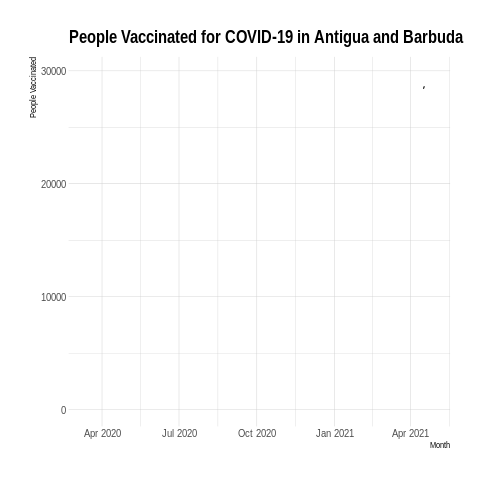 People Vaccinated for COVID-19 in Antigua and Barbuda
People Vaccinated
30000
20000
10000
0
Apr 2020 Jul 2020 Oct 2020 Jan 2021 Apr 2021
Month